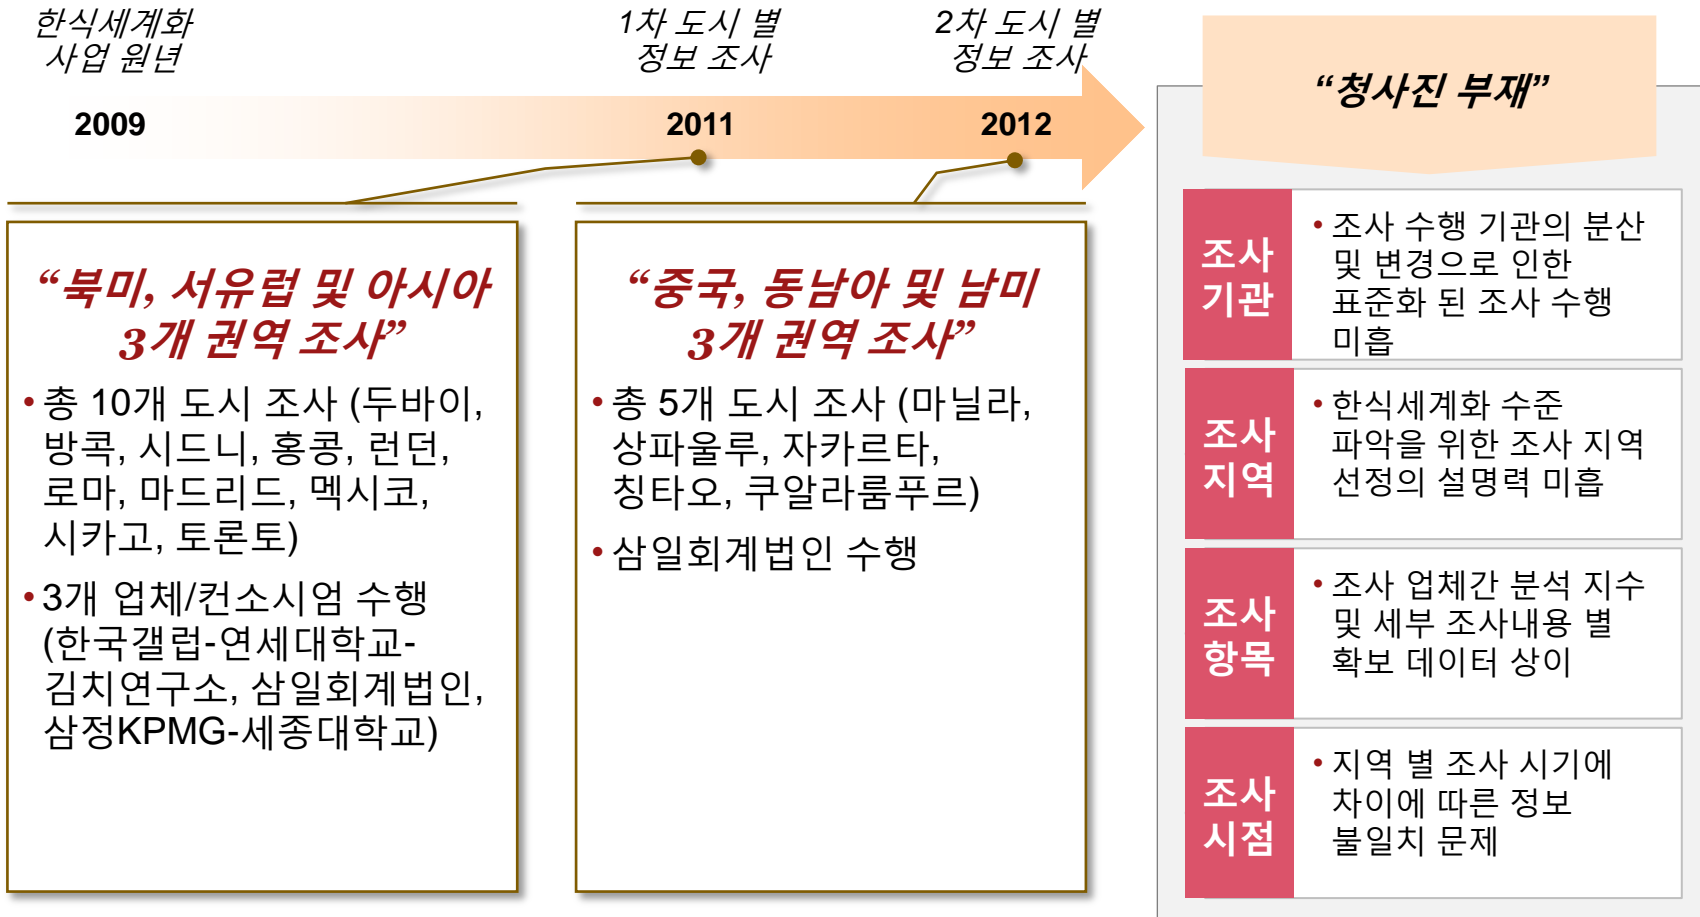 한식세계화
사업 원년
1차 도시 별
정보 조사
2차 도시 별
정보 조사
2009
2011
2012
“북미, 서유럽 및 아시아
3개 권역 조사”
•총 10개 도시 조사 (두바이,
방콕, 시드니, 홍콩, 런던,
로마, 마드리드, 멕시코,
시카고, 토론토)
•3개 업체/컨소시엄 수행
(한국갤럽-연세대학교-
김치연구소, 삼일회계법인,
삼정KPMG-세종대학교)
“중국, 동남아 및 남미
3개 권역 조사”
•총 5개 도시 조사 (마닐라,
상파울루, 자카르타,
칭타오, 쿠알라룸푸르)
•삼일회계법인 수행
“청사진 부재”
조사
기관
•조사 수행 기관의 분산
및 변경으로 인한
표준화 된 조사 수행
미흡
조사
지역
•한식세계화 수준
파악을 위한 조사 지역
선정의 설명력 미흡
조사
항목
•조사 업체간 분석 지수
및 세부 조사내용 별
확보 데이터 상이
조사
시점
•지역 별 조사 시기에
차이에 따른 정보
불일치 문제